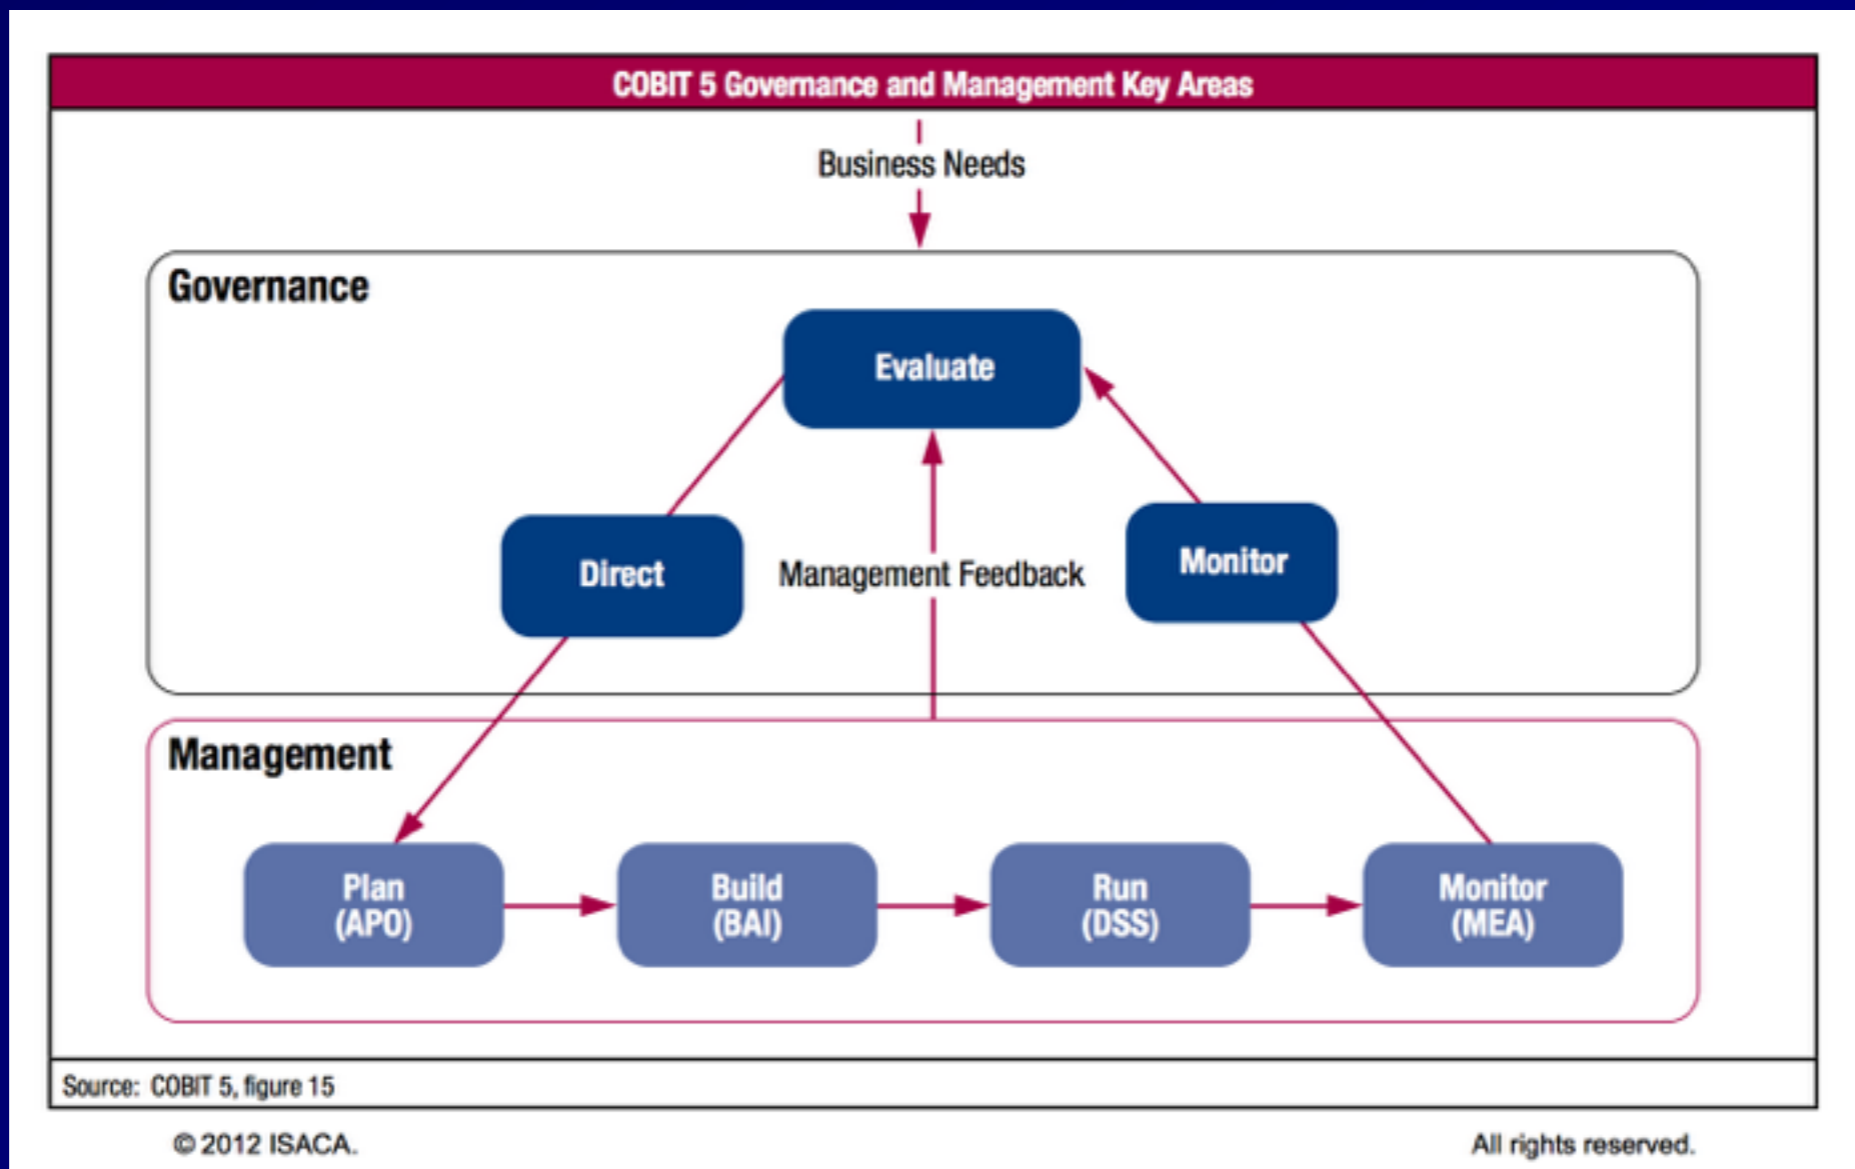 COBIT 5 Governance and Management Key Areas
Business Needs
Governance
Evaluate
Direct
Management Feedback
Monitor
Management
Plan
(APO)
Build
(BAI)
Run
(DSS)
Monitor
(MEA)
Source: COBIT 5, figure 15
© 2012 ISACA.
All rights reserved.